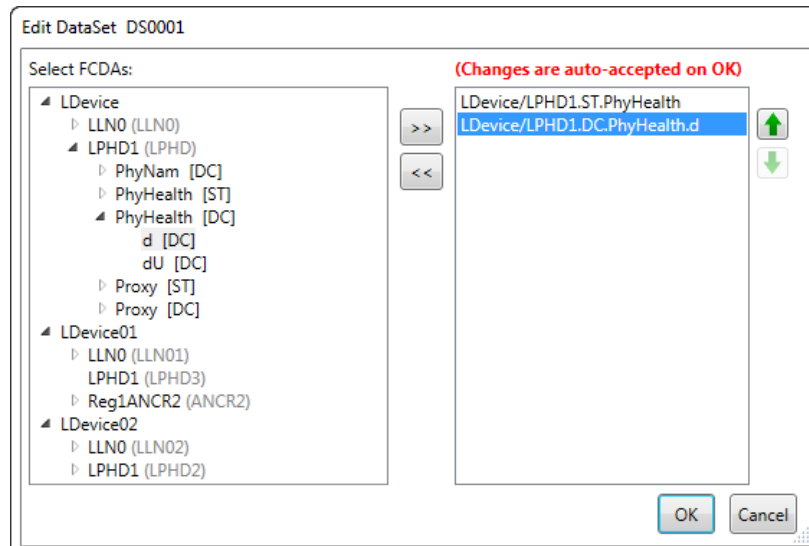 Edit DataSet DS0001
Select FCDAs:
(Changes are auto-accepted on OK)
LDevice
LLN0 (LLN0)
LPHD1 (LPHD)
PhyNam [DC]
PhyHealth [ST]
PhyHealth [DC]
d [DC]
dU [DC]
Proxy [ST]
Proxy [DC]
LDevice01
LLN0 (LLN01)
LPHD1 (LPHD3)
Reg1ANCR2 (ANCR2)
LDevice02
LLN0 (LLN02)
LPHD1 (LPHD2)
>>
<<
LDevice/LPHD1.ST.PhyHealth
LDevice/LPHD1.DC.PhyHealth.d
OK
Cancel